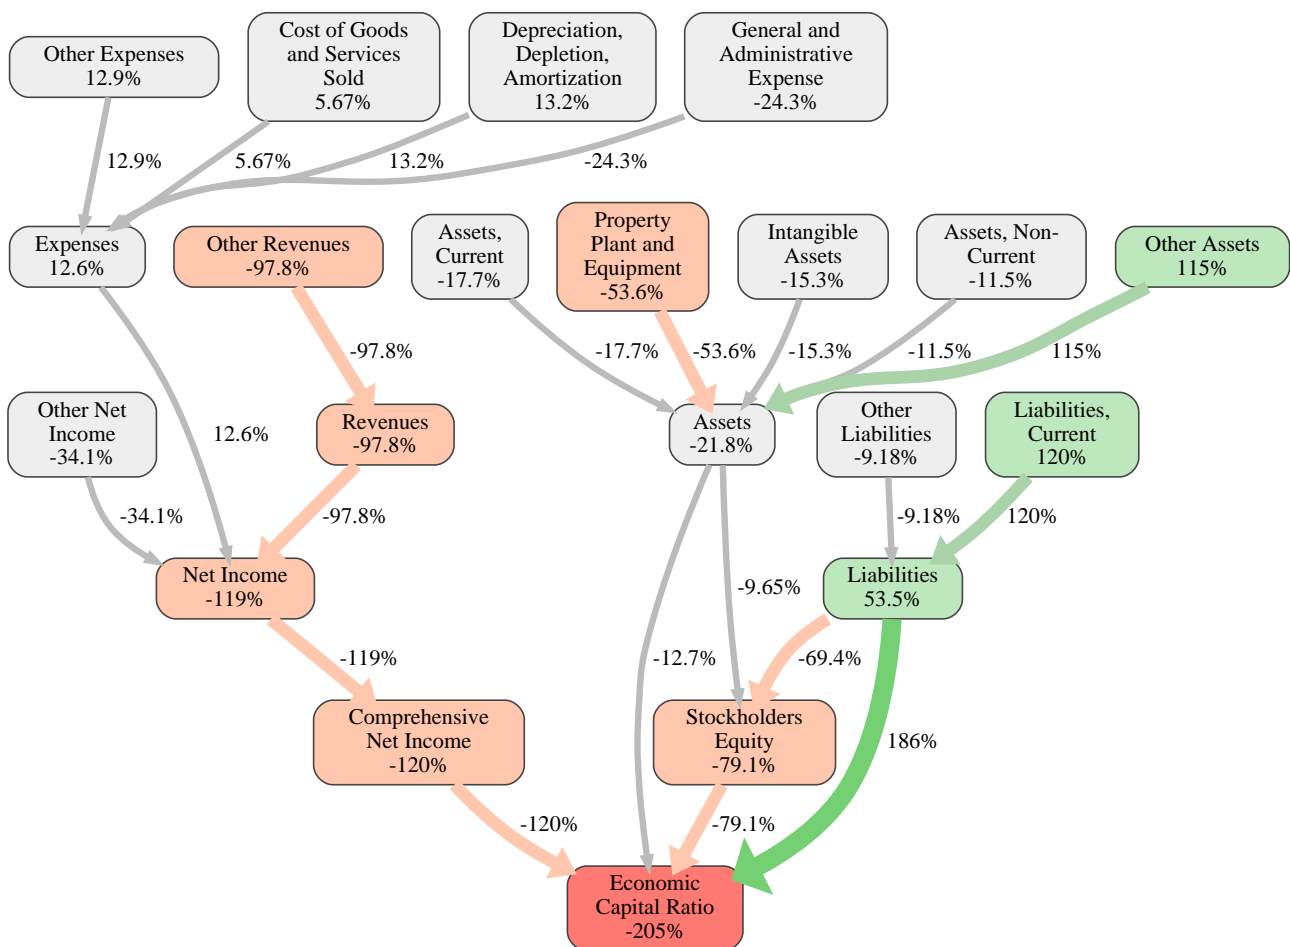 Other Expenses
12.9%
Cost of Goods
and Services
Sold
5.67%
Depreciation,
Depletion,
Amortization
13.2%
General and
Administrative
Expense
-24.3%
12.9%
5.67%
13.2%
-24.3%
Expenses
12.6%
Other Revenues
-97.8%
Assets,
Current
-17.7%
Property
Plant and
Equipment
-53.6%
Intangible
Assets
-15.3%
Assets, Non-
Current
-11.5%
Other Assets
115%
-97.8%
-17.7%
-53.6%
-15.3%
-11.5%
115%
Other Net
Income
-34.1%
12.6%
Revenues
-97.8%
Assets
-21.8%
Other
Liabilities
-9.18%
Liabilities,
Current
120%
-34.1%
-97.8%
-9.18%
120%
Net Income
-119%
-9.65%
Liabilities
53.5%
-119%
-12.7%
-69.4%
Comprehensive
Net Income
-120%
Stockholders
Equity
-79.1%
186%
-120%
-79.1%
Economic
Capital Ratio
-205%